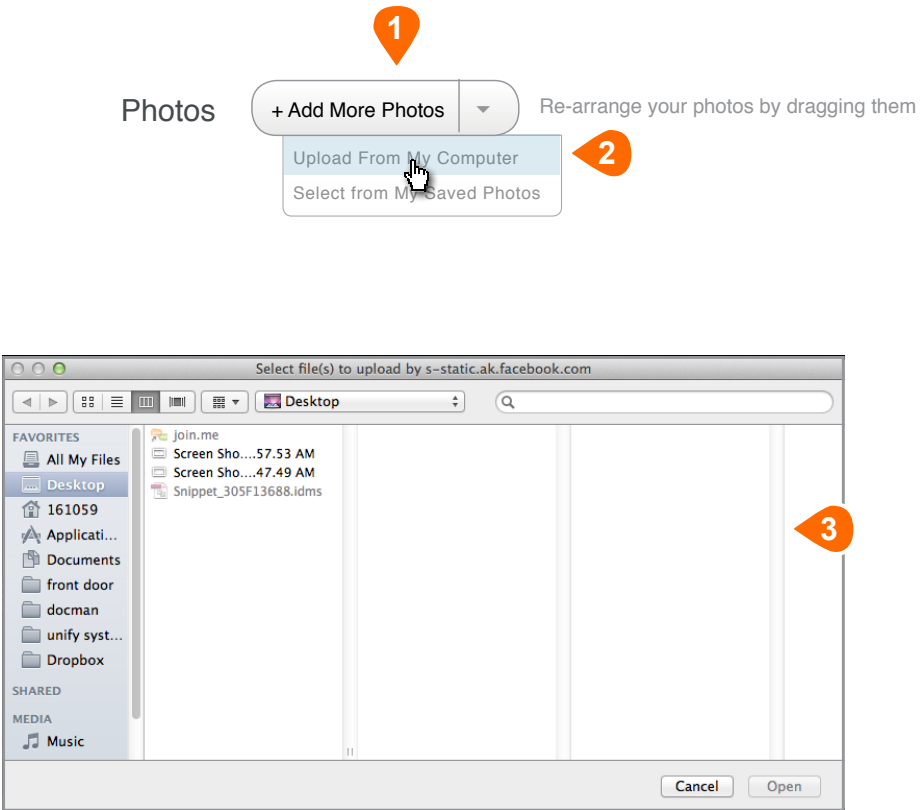 1
Photos
+ Add More Photos
Re-arrange your photos by dragging them
Upload From My Computer
2
Select from My Saved Photos
Select file(s) to upload by s-static.ak.facebook.com
Desktop
FAVORITES
All My Files
Desktop
161059
Applicati...
Documents
front door
docman
unify syst...
Dropbox
SHARED
MEDIA
Music
join.me
Screen Sho....57.53 AM
Screen Sho....47.49 AM
Snippet_305F13688.idms
3
Cancel
Open